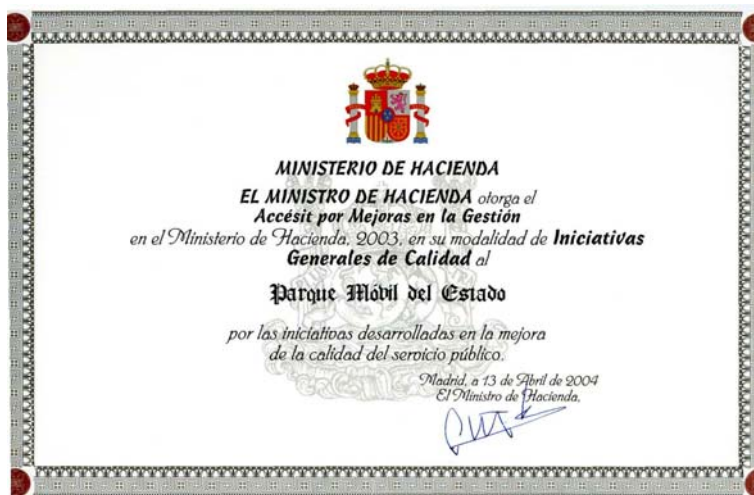 MINISTERIO DE HACIENDA
EL MINISTRO DE HACIENDA otorga el
Accésit por Mejoras en la Gestión
en el Ministerio de Hacienda, 2003, en su modalidad de Iniciativas
Generales de Calidad al
Parque Móvil del Estado
por las iniciativas desarrolladas en la mejora
de la calidad del servicio público.
Madrid, a 13 de Abril de 2004
El Ministro de Hacienda,